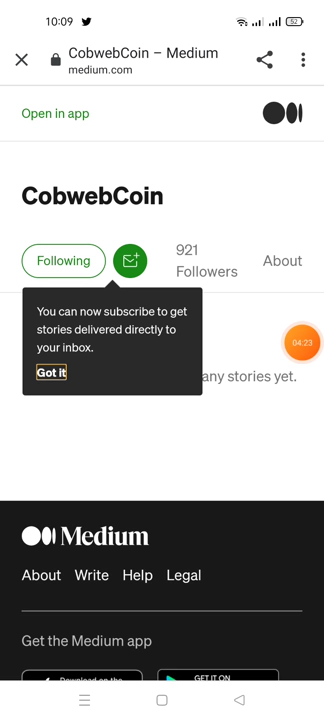 10:09
52
CobwebCoin – Medium
medium.com
Open in app
CobwebCoin
Following
921
Followers
About
You can now subscribe to get
stories delivered directly to
your inbox.
Got it
any stories yet.
04:23
Medium
About Write Help Legal
Get the Medium app
Download on the
GET IT ON